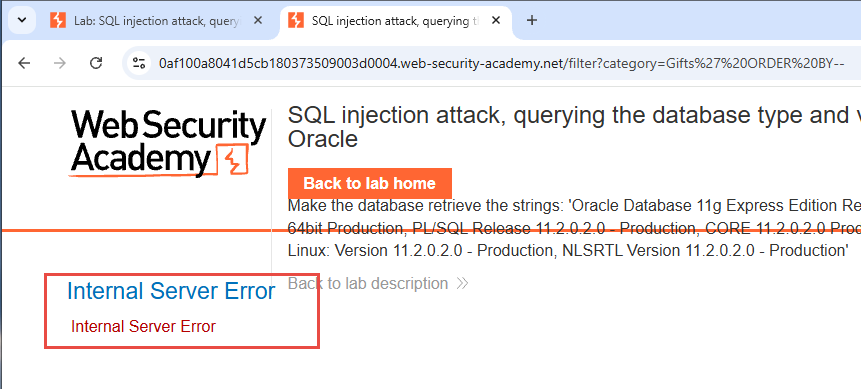 Lab: SQL injection attack, query
SQL injection attack, querying th
0af100a8041d5cb180373509003d0004.web-security-academy.net/filter?category=Gifts%27%20ORDER%20BY--
WebSecurity
Academy
SQL injection attack, querying the database type and v
Oracle
Back to lab home
Make the database retrieve the strings: 'Oracle Database 11g Express Edition Re
64bit Production, PL/SQL Release 11.2.0.2.0 - Production, CORE 11.2.0.2.0 Prod
Linux: Version 11.2.0.2.0 - Production, NLSRTL Version 11.2.0.2.0 - Production'
Back to lab description
Internal Server Error
Internal Server Error